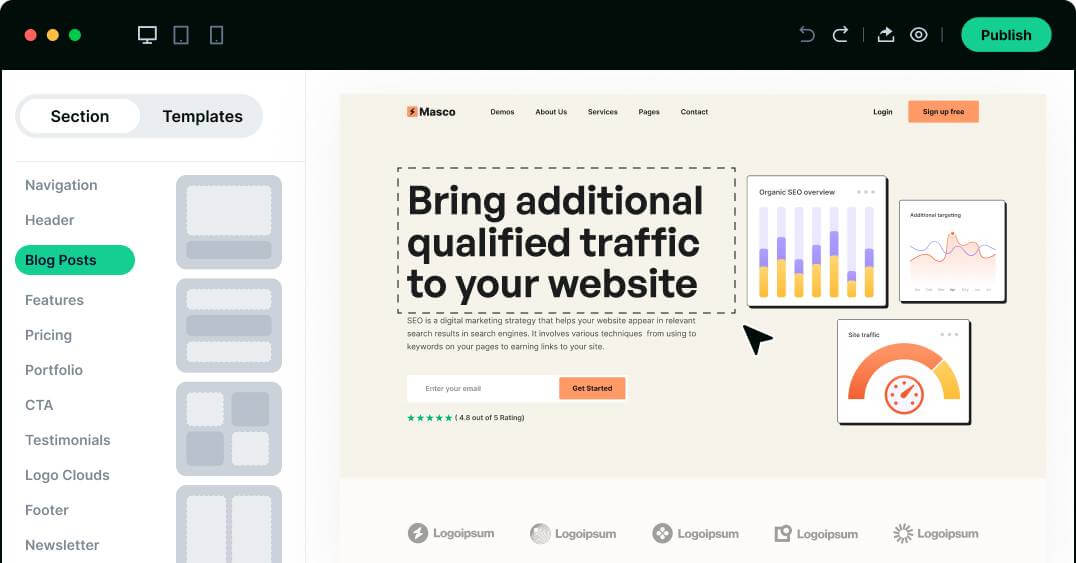 Publish
Section
Templates
Navigation
Header
Blog Posts
Features
Pricing
Portfolio
CTA
Testimonials
Logo Clouds
Footer
Newsletter
Masco
Demos
About Us
Services
Pages
Contact
Login
Sign up free
Bring additional
qualified traffic
to your website
SEO is a digital marketing strategy that helps your website appear in relevant
search results in search engines. It involves various techniques from using to
keywords on your pages to earning links to your site.
Enter your email
Get Started
( 4.8 out of 5 Rating)
Organic SEO overview
Additional targeting
Site traffic
Logoipsum
Logoipsum
Logoipsum
Logoipsum
Logoipsum